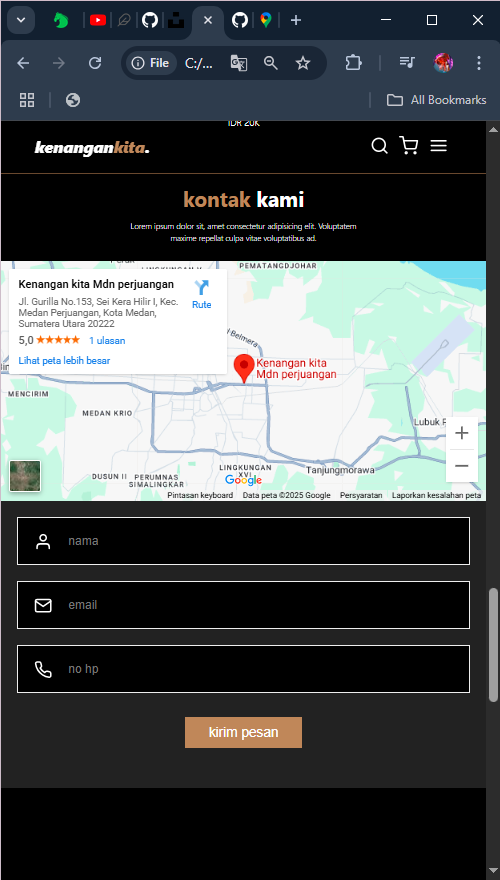 File
C:/...
All Bookmarks
IDR 20K
kenangankita.
kontak kami
Lorem ipsum dolor sit, amet consectetur adipisicing elit. Voluptatem
maxime repellat culpa vitae voluptatibus ad.
PEMATANGDJOHAR
Kenangan kita Mdn perjuangan
Jl. Gurilla No.153, Sei Kera Hilir I, Kec.
Medan Perjuangan, Kota Medan,
Sumatera Utara 20222
Rute
5,0
1 ulasan
Lihat peta lebih besar
Jl. Belmera
Kenangan kita
Mdn perjuangan
MENCIRIM
MEDAN KRIO
Lubuk P
DUSUN II
PERUMNAS
SIMALINGKAR
LINGKUNGAN
XVI
Tanjungmorawa
Google
Pintasan keyboard
Data peta ©2025 Google
Persyaratan
Laporkan kesalahan peta
nama
email
no hp
kirim pesan